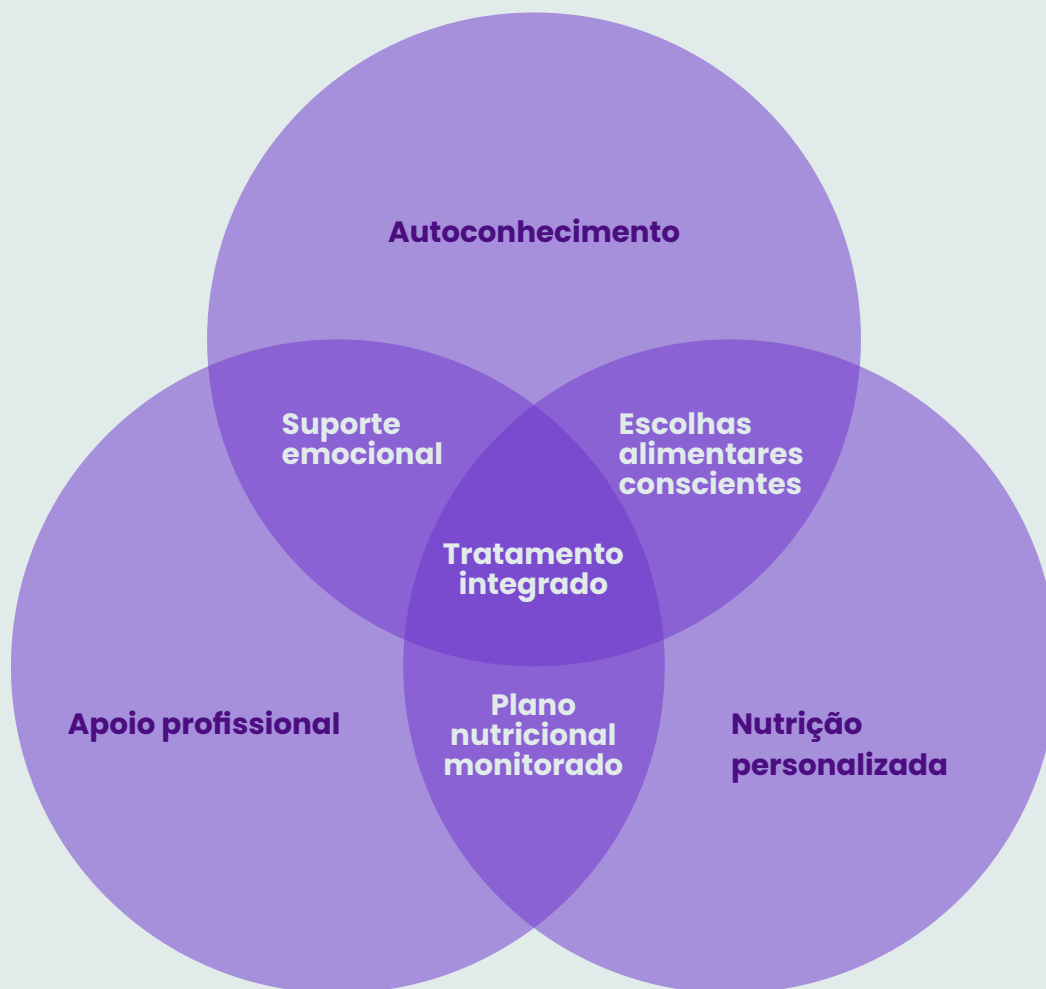 Autoconhecimento
Suporte
emocional
Escolhas
alimentares
conscientes
Tratamento
integrado
Apoio profissional
Plano
nutricional
monitorado
Nutrição
personalizada